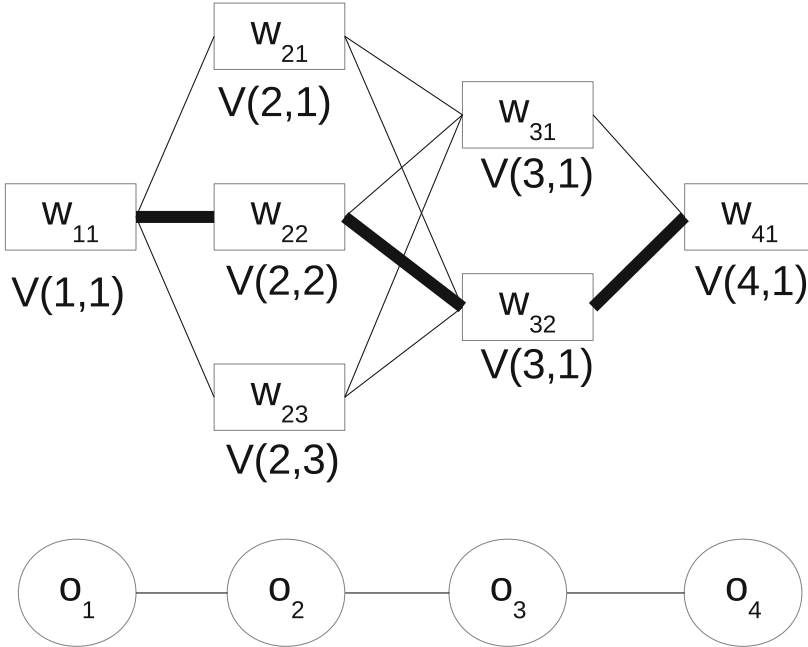 w21
V(2,1)
w31
V(3,1)
w11
V(1,1)
w22
V(2,2)
w41
V(4,1)
w32
V(3,1)
w23
V(2,3)
o1
o2
o3
o4